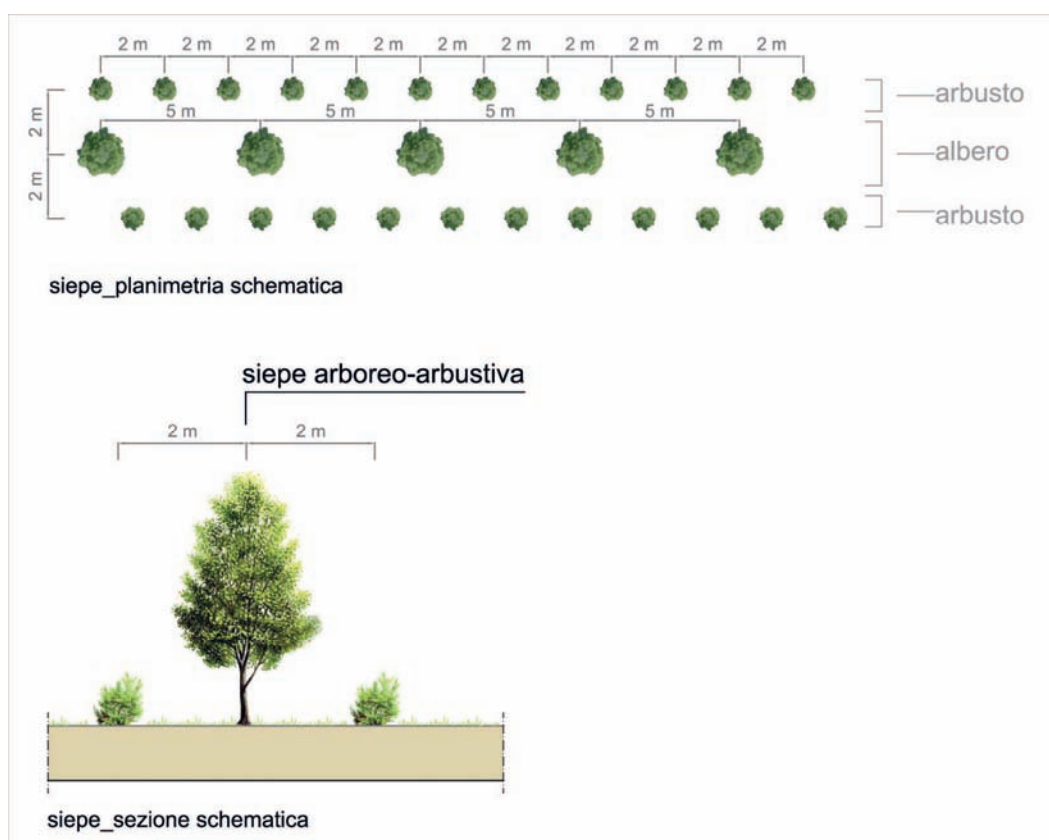 2 m 2 m 2 m 2 m 2 m 2 m 2 m 2 m 2 m 2 m 2 m
arbusto
5 m 5 m 5 m 5 m
2 m
albero
2 m
arbusto
siepe_planimetria schematica
siepe arboreo-arbustiva
2 m 2 m
siepe_sezione schematica